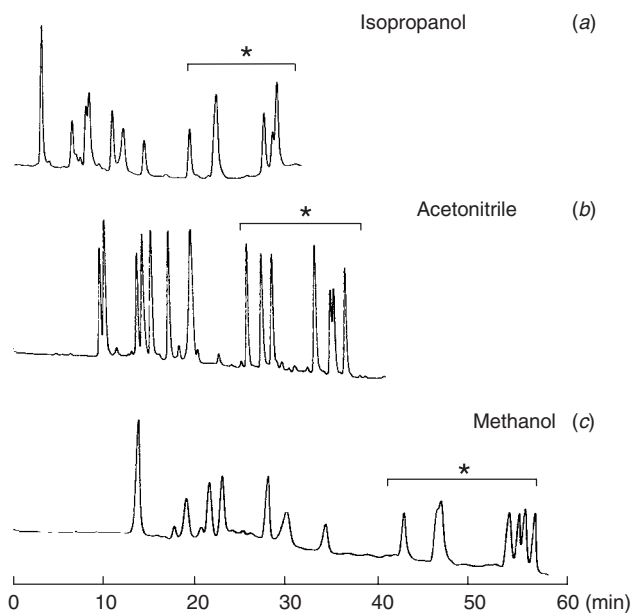 Isopropanol (a)
*
Acetonitrile (b)
*
Methanol (c)
*
0 10 20 30 40 50 60 (min)